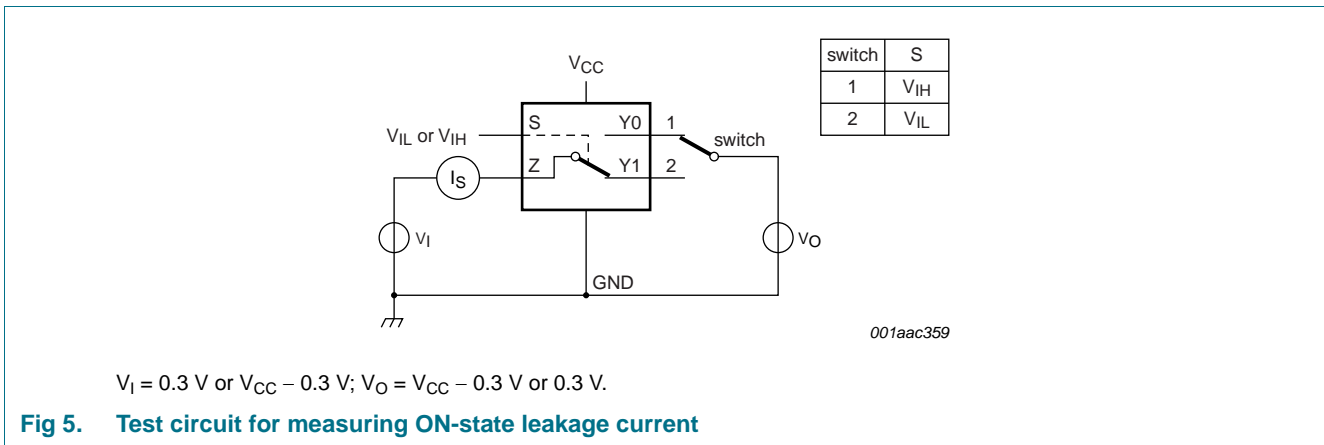 switch S
1 VIH
2 VIL
VCC
VIL or VIH
S
Y0 1
switch
Z
Y1 2
IS
VI
VO
GND
001aac359
VI = 0.3 V or VCC − 0.3 V; VO = VCC − 0.3 V or 0.3 V.
Fig 5. Test circuit for measuring ON-state leakage current